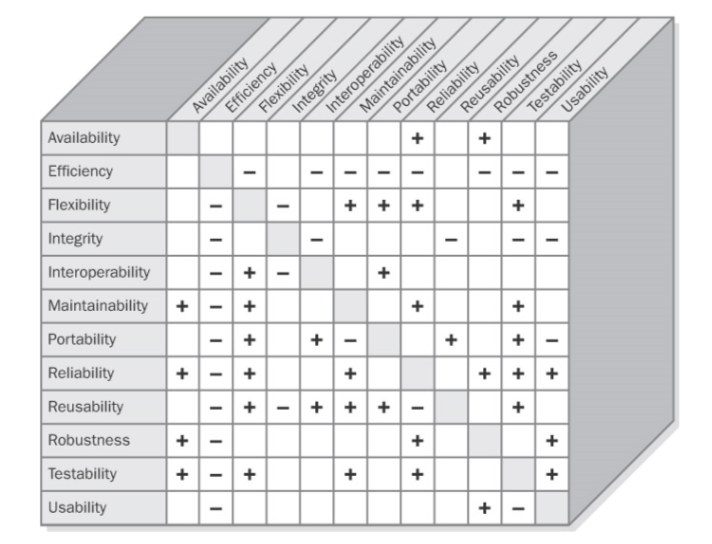 Availability
Efficiency
Flexibility
Integrity
Interoperability
Maintainability
Portability
Reliability
Reusability
Robustness
Testability
Usability
Availability + +
Efficiency – – – – – – – –
Flexibility – – + + + +
Integrity – – – – –
Interoperability – + – +
Maintainability + – + + +
Portability – + + – + + –
Reliability + – + + + + +
Reusability – + – + + + – +
Robustness + – + +
Testability + – + + + +
Usability – + –